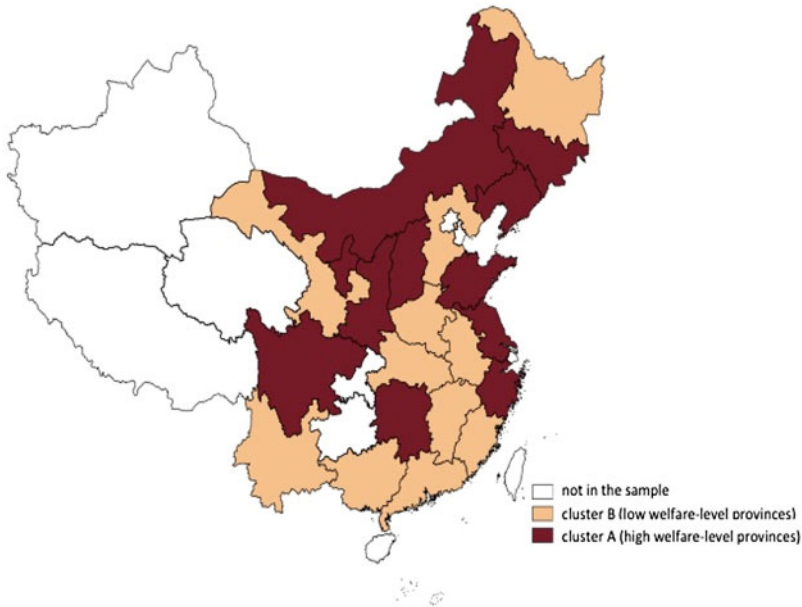 not in the sample
cluster B (low welfare-level provinces)
cluster A (high welfare-level provinces)